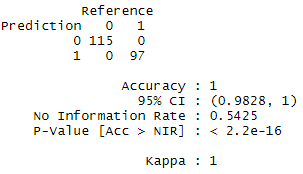 Reference
Prediction 0 1
0 115 0
1 0 97
Accuracy : 1
95% CI : (0.9828, 1)
No Information Rate : 0.5425
P-Value [Acc > NIR] : < 2.2e-16
Kappa : 1